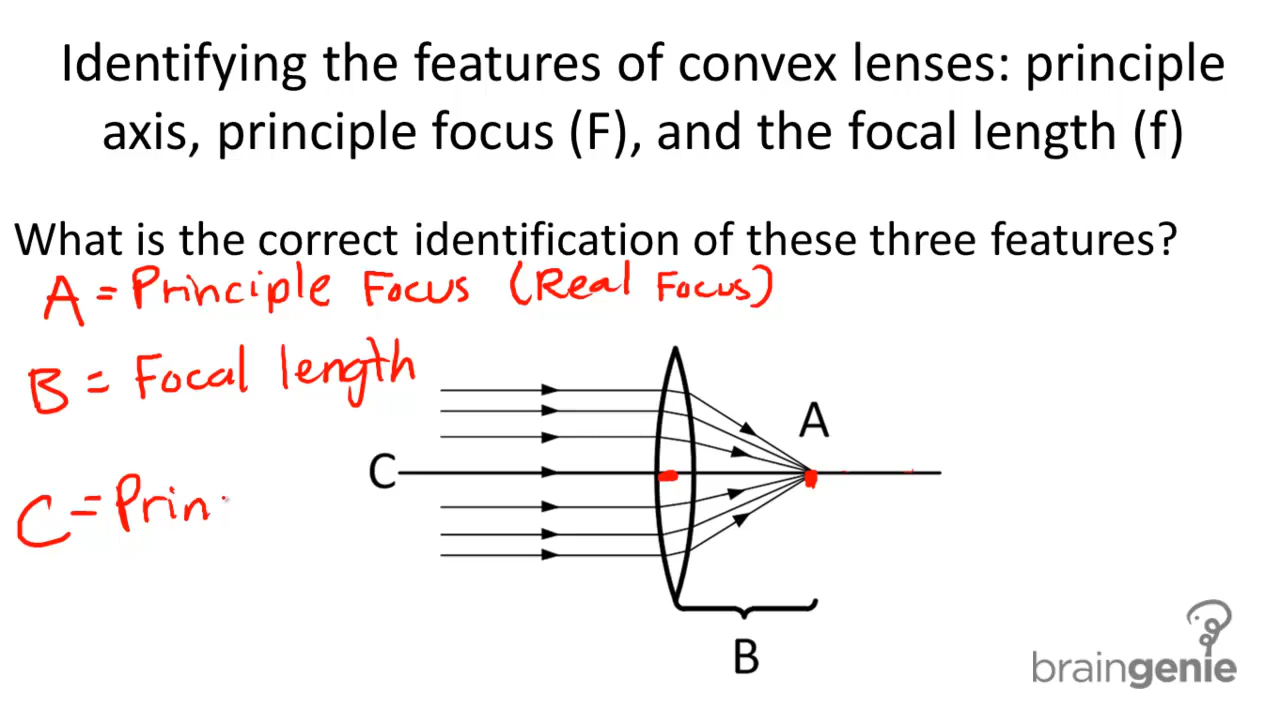 Identifying the features of convex lenses: principle
axis, principle focus (F), and the focal length (f)
What is the correct identification of these three features?
A = Principle Focus (Real Focus)
B = Focal length
A
C
C = Prin
B
braingenie